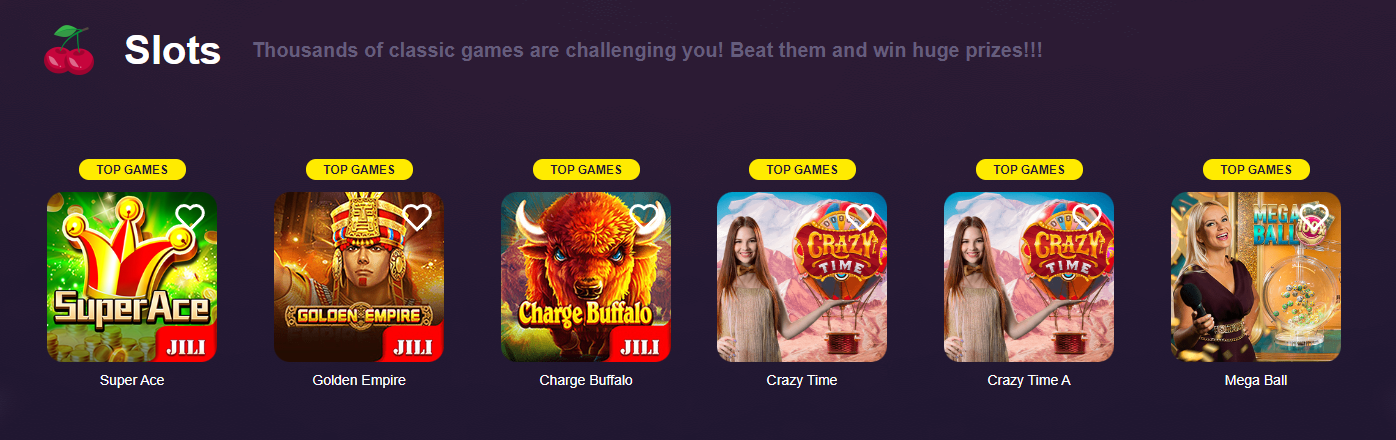 Slots
Thousands of classic games are challenging you! Beat them and win huge prizes!!!
TOP GAMES
TOP GAMES
TOP GAMES
TOP GAMES
TOP GAMES
TOP GAMES
SuperAce
JILI
GOLDEN EMPIRE
JILI
Charge Buffalo
JILI
CRAZY
TIME
CRAZY
TIME
MEGA
BALL
100x
Super Ace
Golden Empire
Charge Buffalo
Crazy Time
Crazy Time A
Mega Ball